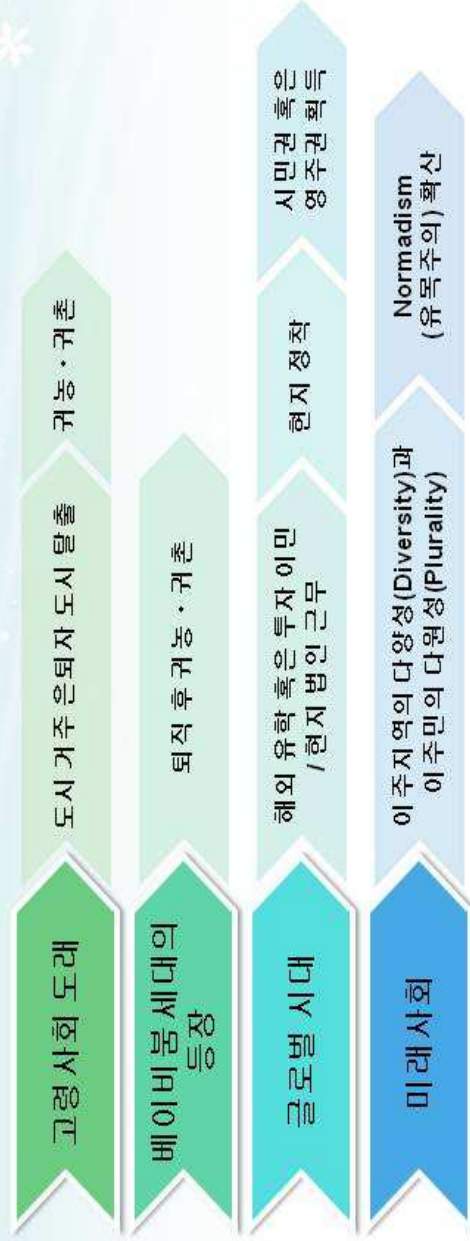 고령사회 도래
도시 거주은퇴자 도시 탈출
귀농・귀촌
베이비붐 세대의
등장
퇴직 후 귀농・귀촌
글로벌 시대
해외 유학 혹은 투자 이민
/ 현지 법인 근무
현지 정착
시민권 혹은
영주권 획득
미래사회
이주지역의 다양성(Diversity)과
이주민의 다원성(Plurality)
Normadism
(유목주의) 확산